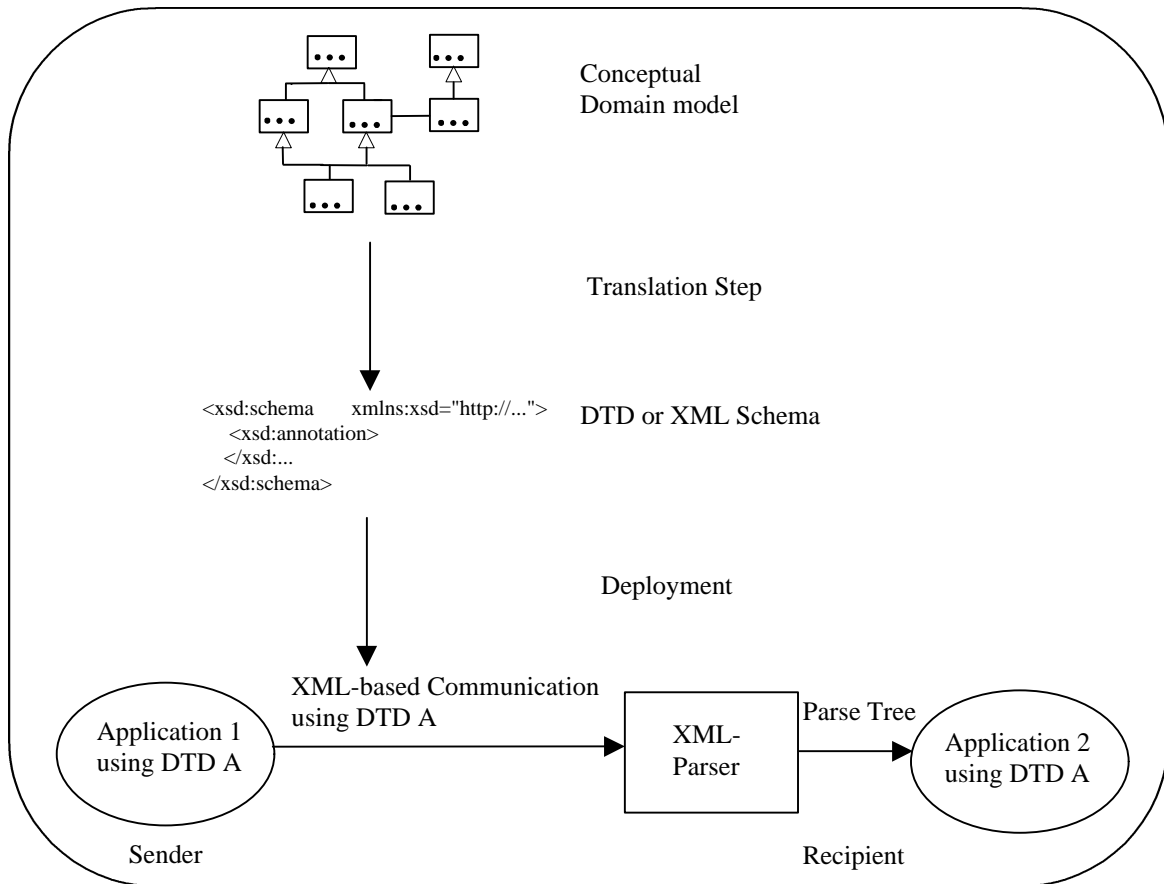 ...
...
Conceptual
Domain model
...
...
...
...
...
Translation Step
<xsd:schema xmlns:xsd="http://...">
<xsd:annotation>
</xsd:...
</xsd:schema>
DTD or XML Schema
Deployment
XML-based Communication
using DTD A
Application 1
using DTD A
XML-
Parser
Parse Tree
Application 2
using DTD A
Sender
Recipient